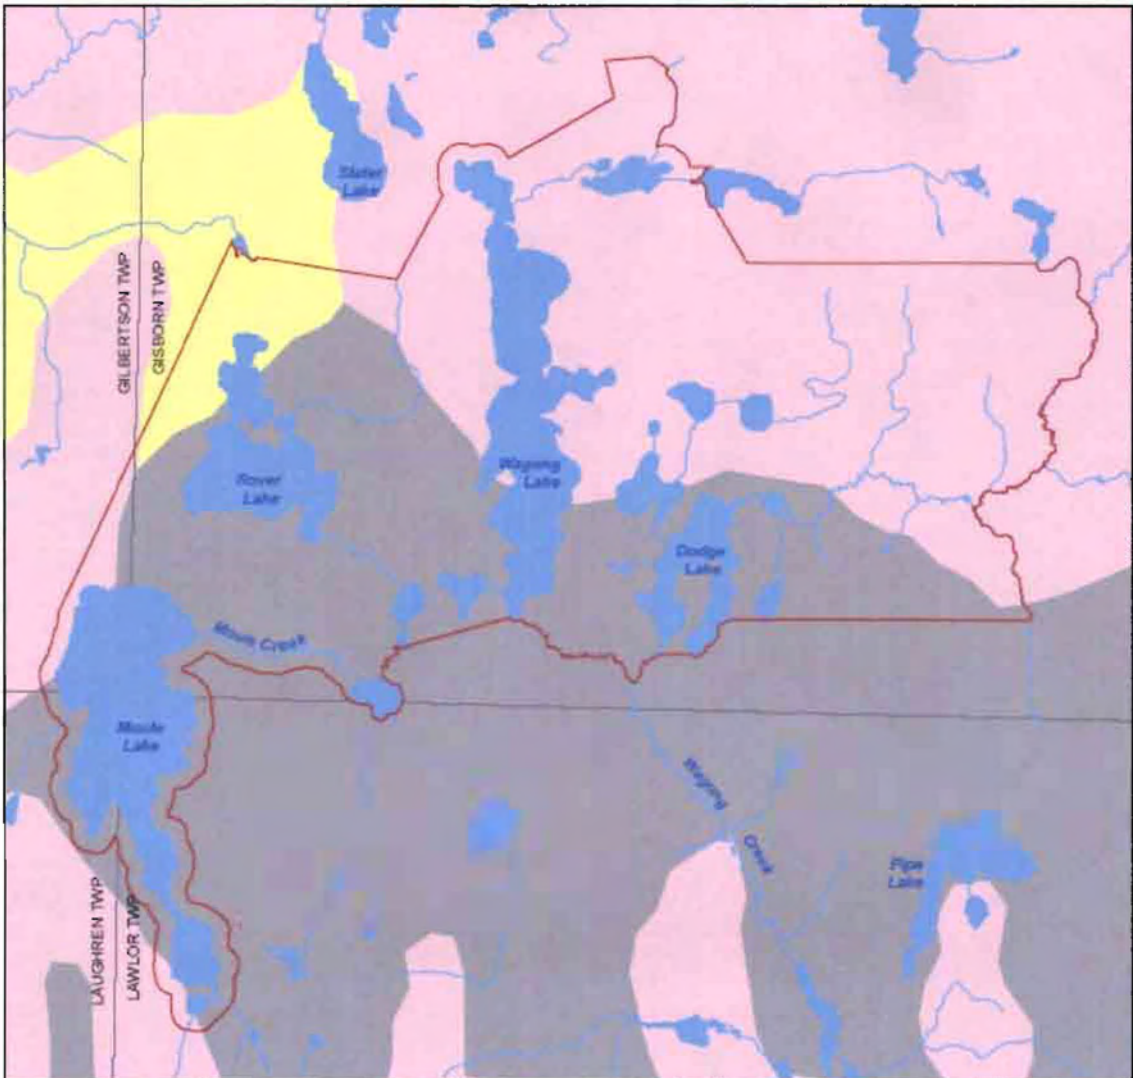 Slater
Lake
GILBERTSON TWP
GISBORN TWP
Rover
Lake
Wagong
Lake
Dodge
Lake
Moule Creek
Moule
Lake
Wagong
Creek
Pipe
Lake
LAUGHREN TWP
LAWLOR TWP